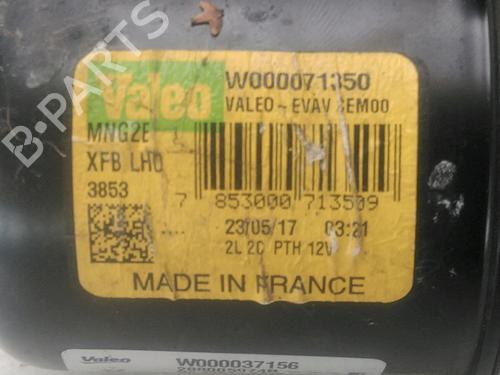 B-PARTS
Valeo W000071350
VALEO - EVAV 2EM00
MNG2E
XFB LHD
3853
7 853000 713509
23/05/17 03:21
2L 2C PTH 12V
MADE IN FRANCE
Valeo W000037156